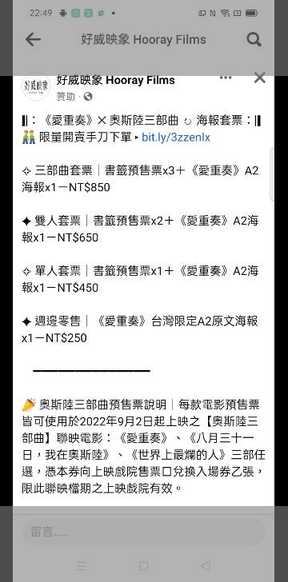 22:49
好威映象 Hooray Films
好威映象 Hooray Films
贊助
：《愛重奏》×奧斯陸三部曲 海報套票：
限量開賣手刀下單 ▸ bit.ly/3zzenlx
✧ 三部曲套票｜書籤預售票x3＋《愛重奏》A2
海報x1－NT$850
✦ 雙人套票｜書籤預售票x2＋《愛重奏》A2海
報x1－NT$650
✧ 單人套票｜書籤預售票x1＋《愛重奏》A2海
報x1－NT$450
✦ 週邊零售｜《愛重奏》台灣限定A2原文海報
x1－NT$250
奧斯陸三部曲預售票說明｜每款電影預售票
皆可使用於2022年9月2日起上映之【奧斯陸三
部曲】聯映電影：《愛重奏》、《八月三十一
日，我在奧斯陸》、《世界上最爛的人》三部任
選，憑本券向上映戲院售票口兌換入場券乙張，
限此聯映檔期之上映戲院有效。
留言......